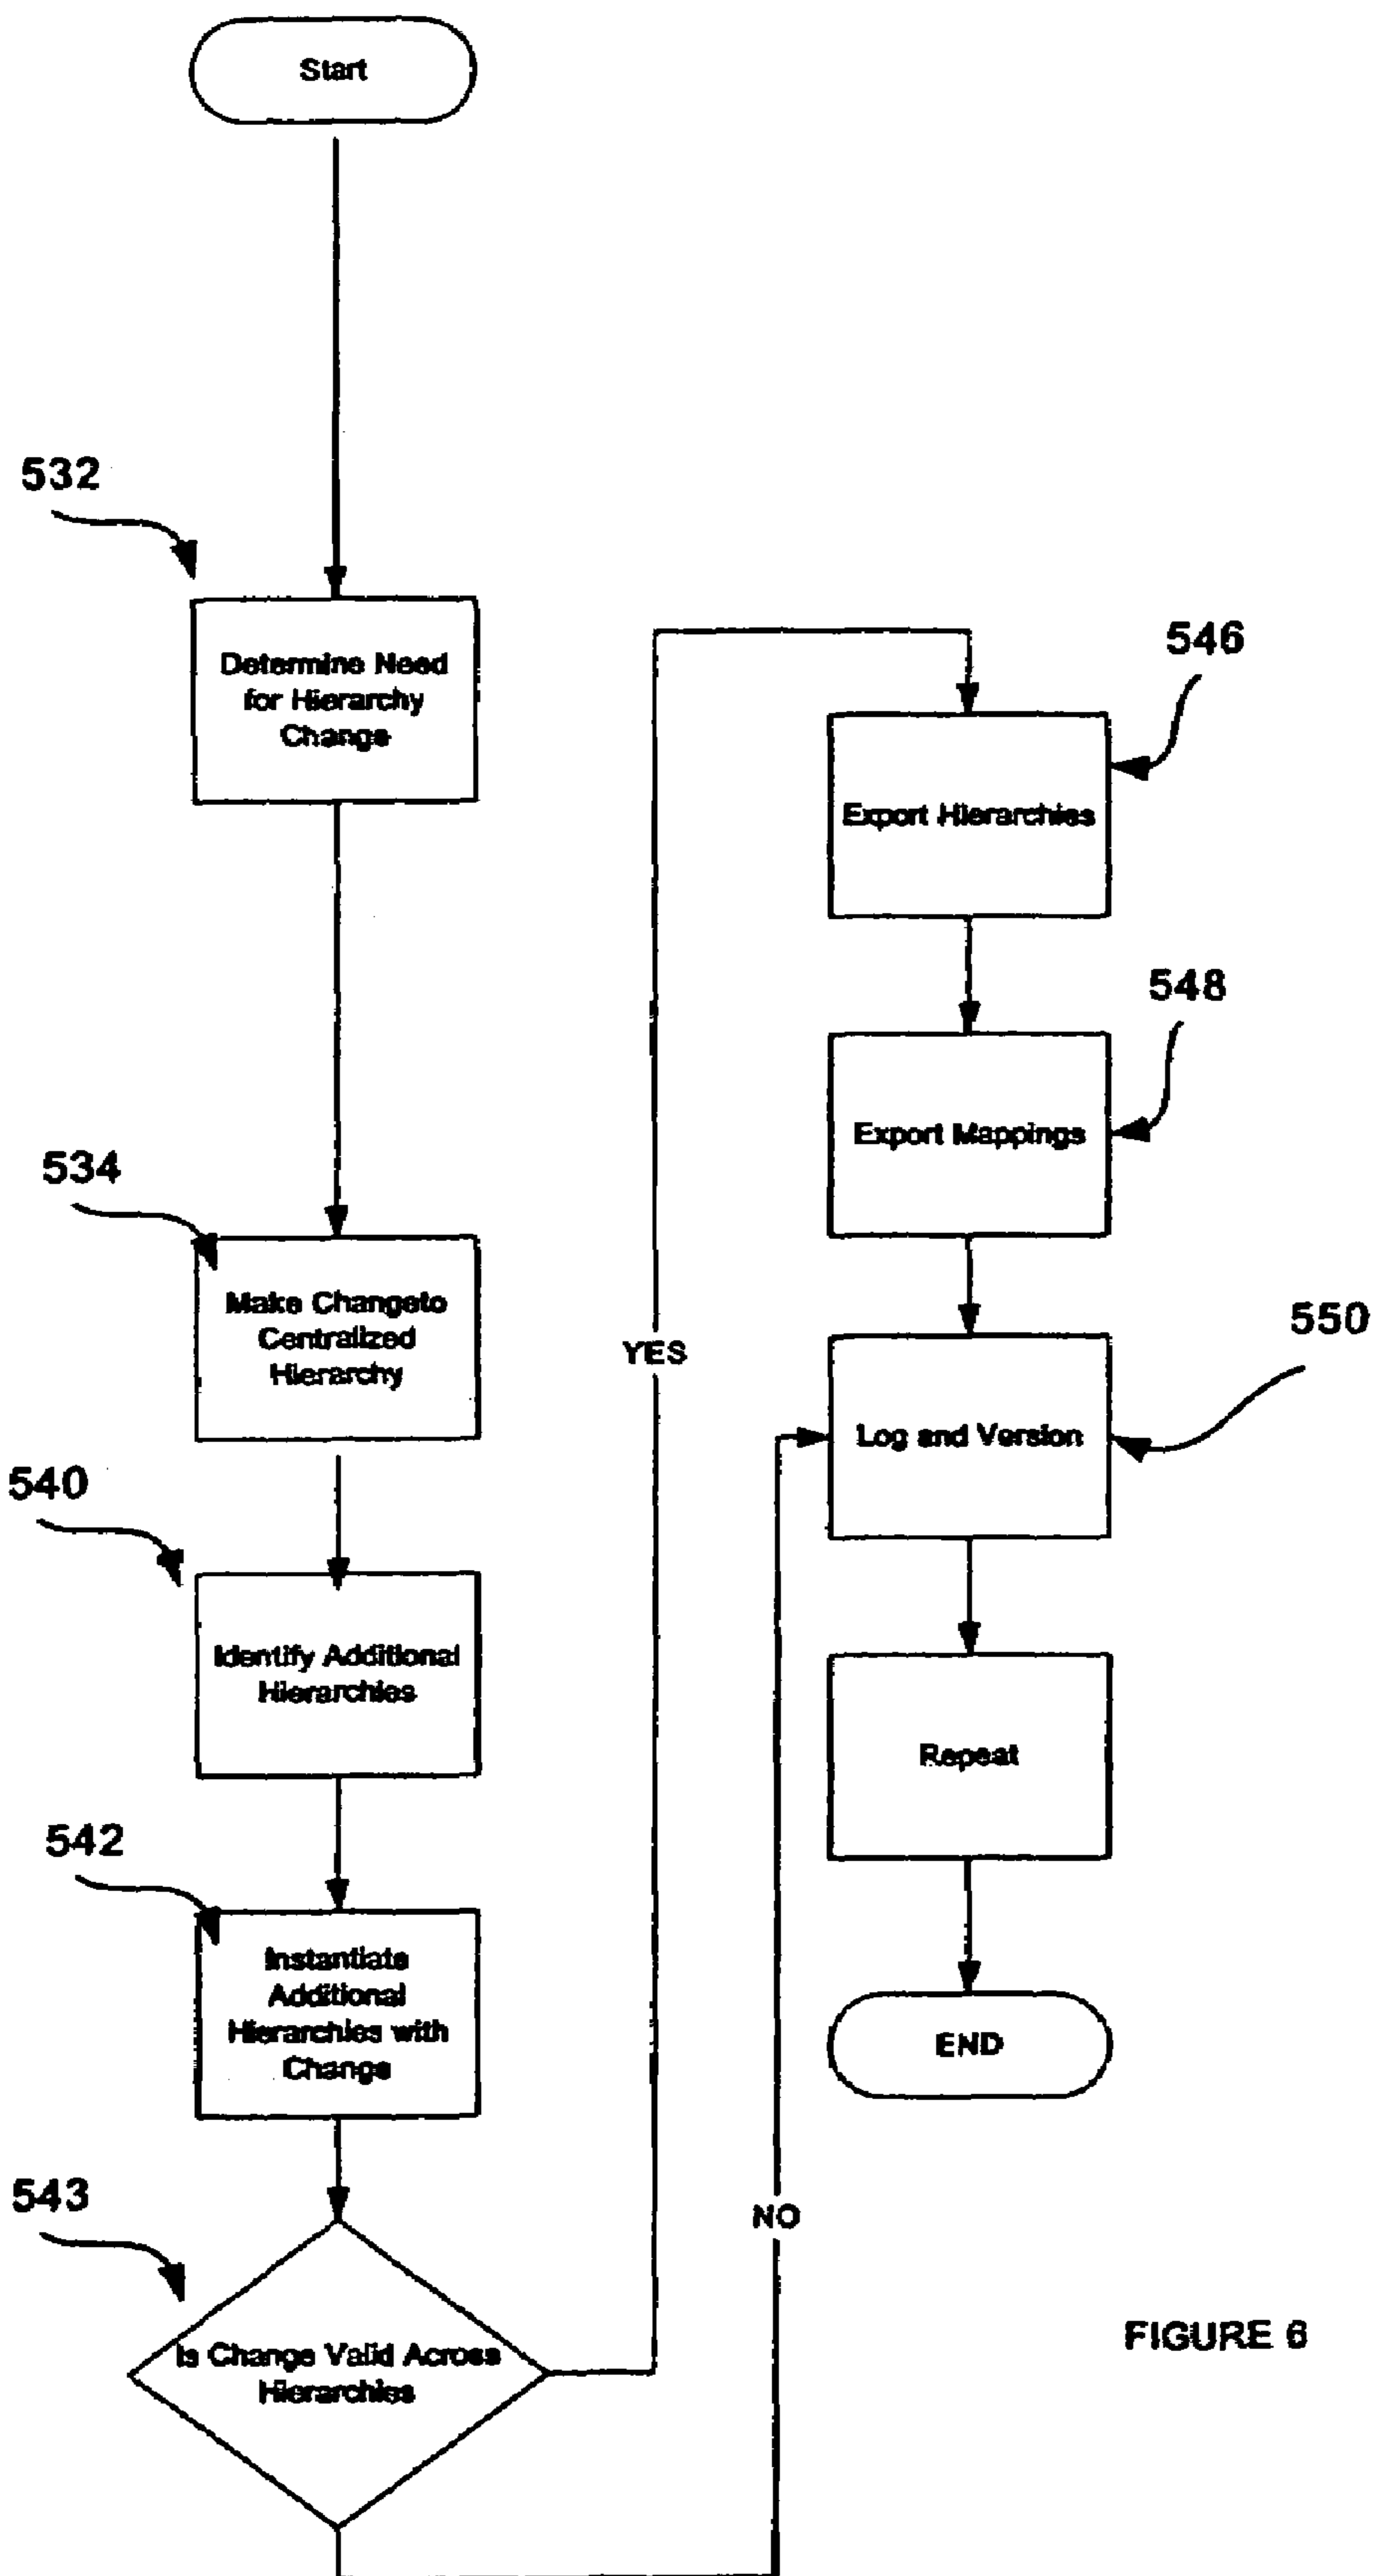 Start
532
Determine Need
for Hierarchy
Change
534
Make Changeto
Centralized
Hierarchy
540
Identify Additional
Hierarchies
542
Instantiate
Additional
Hierarchies with
Change
543
Is Change Valid Across
Hierarchies
YES
NO
546
Export Hierarchies
548
Export Mappings
550
Log and Version
Repeat
END
FIGURE 6